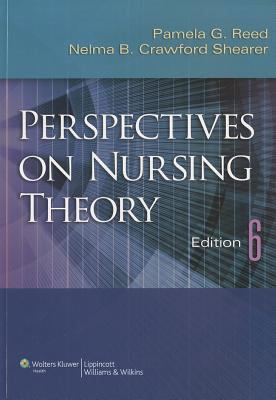 Pamela G. Reed
Nelma B. Crawford Shearer
PERSPECTIVES
ON NURSING
THEORY
Edition 6
Wolters Kluwer
Health
Lippincott
Williams & Wilkins